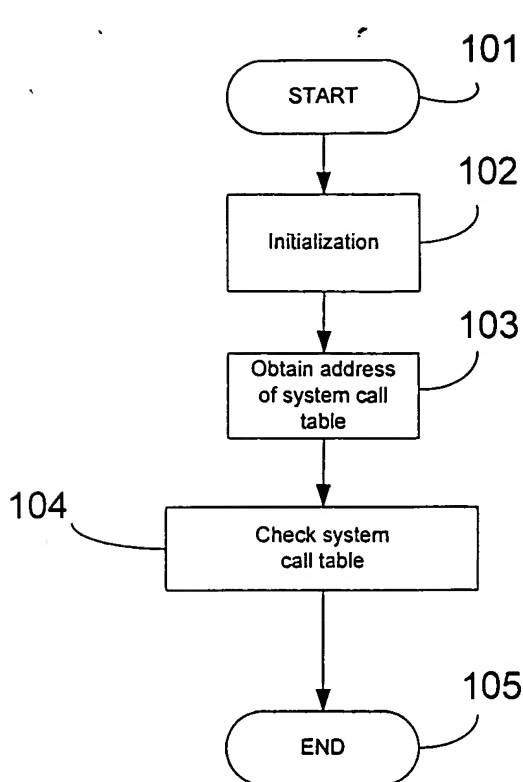 101
START
102
Initialization
103
Obtain address
of system call
table
104
Check system
call table
105
END